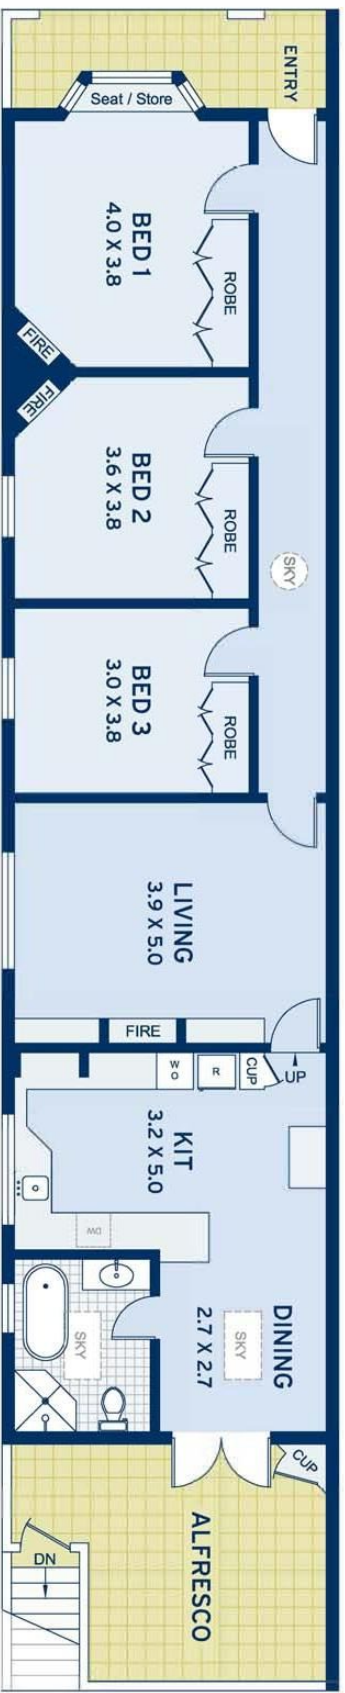 ENTRY
Seat / Store
BED 1
4.0 X 3.8
ROBE
FIRE
FIRE
BED 2
3.6 X 3.8
ROBE
SKY
BED 3
3.0 X 3.8
ROBE
LIVING
3.9 X 5.0
FIRE
W
O
R
CUP
UP
KIT
3.2 X 5.0
DW
DINING
2.7 X 2.7
SKY
SKY
CUP
ALFRESCO
DN